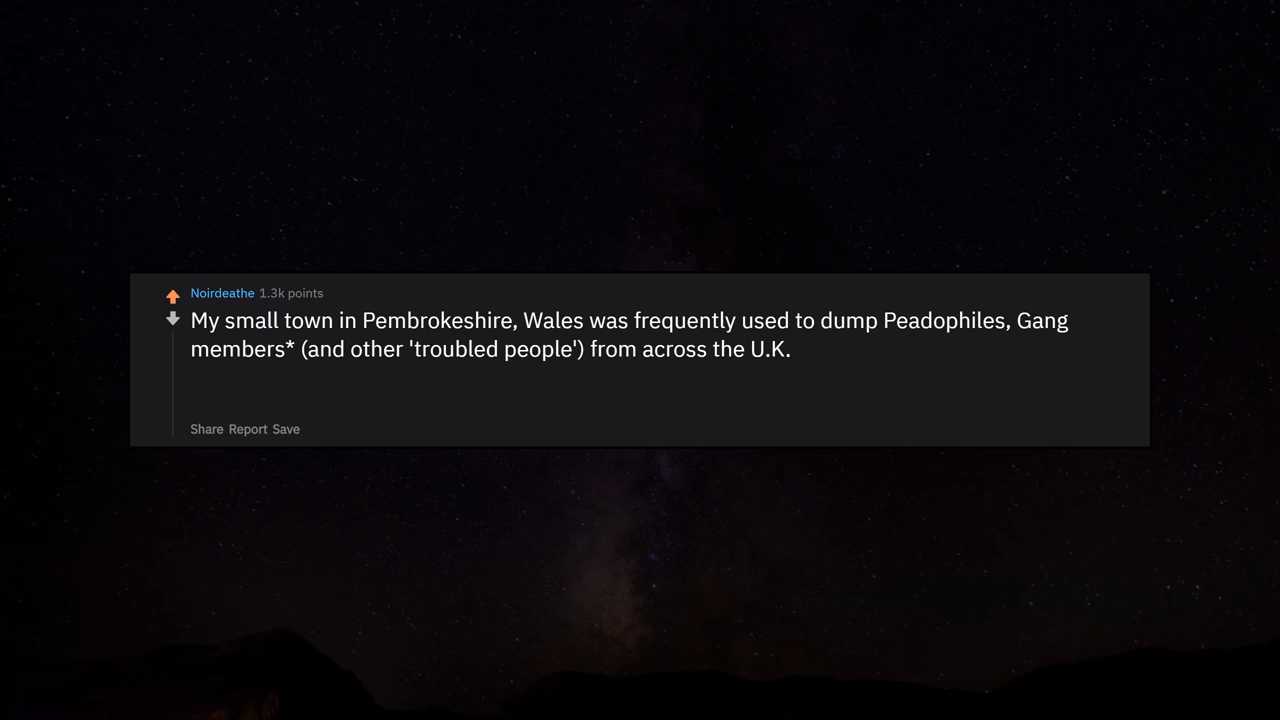 Noirdeathe 1.3k points
My small town in Pembrokeshire, Wales was frequently used to dump Peadophiles, Gang
members* (and other 'troubled people') from across the U.K.
Share Report Save